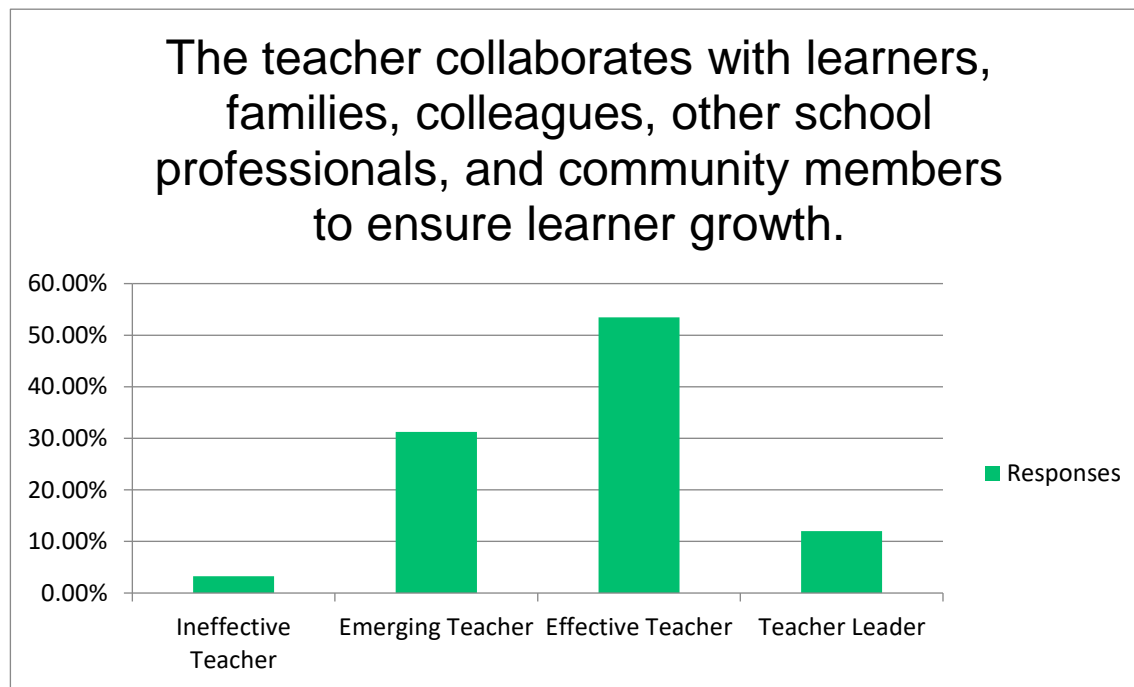 The teacher collaborates with learners,
families, colleagues, other school
professionals, and community members
to ensure learner growth.
60.00%
50.00%
40.00%
30.00%
20.00%
10.00%
0.00%
Ineffective
Teacher
Emerging Teacher
Effective Teacher
Teacher Leader
Responses